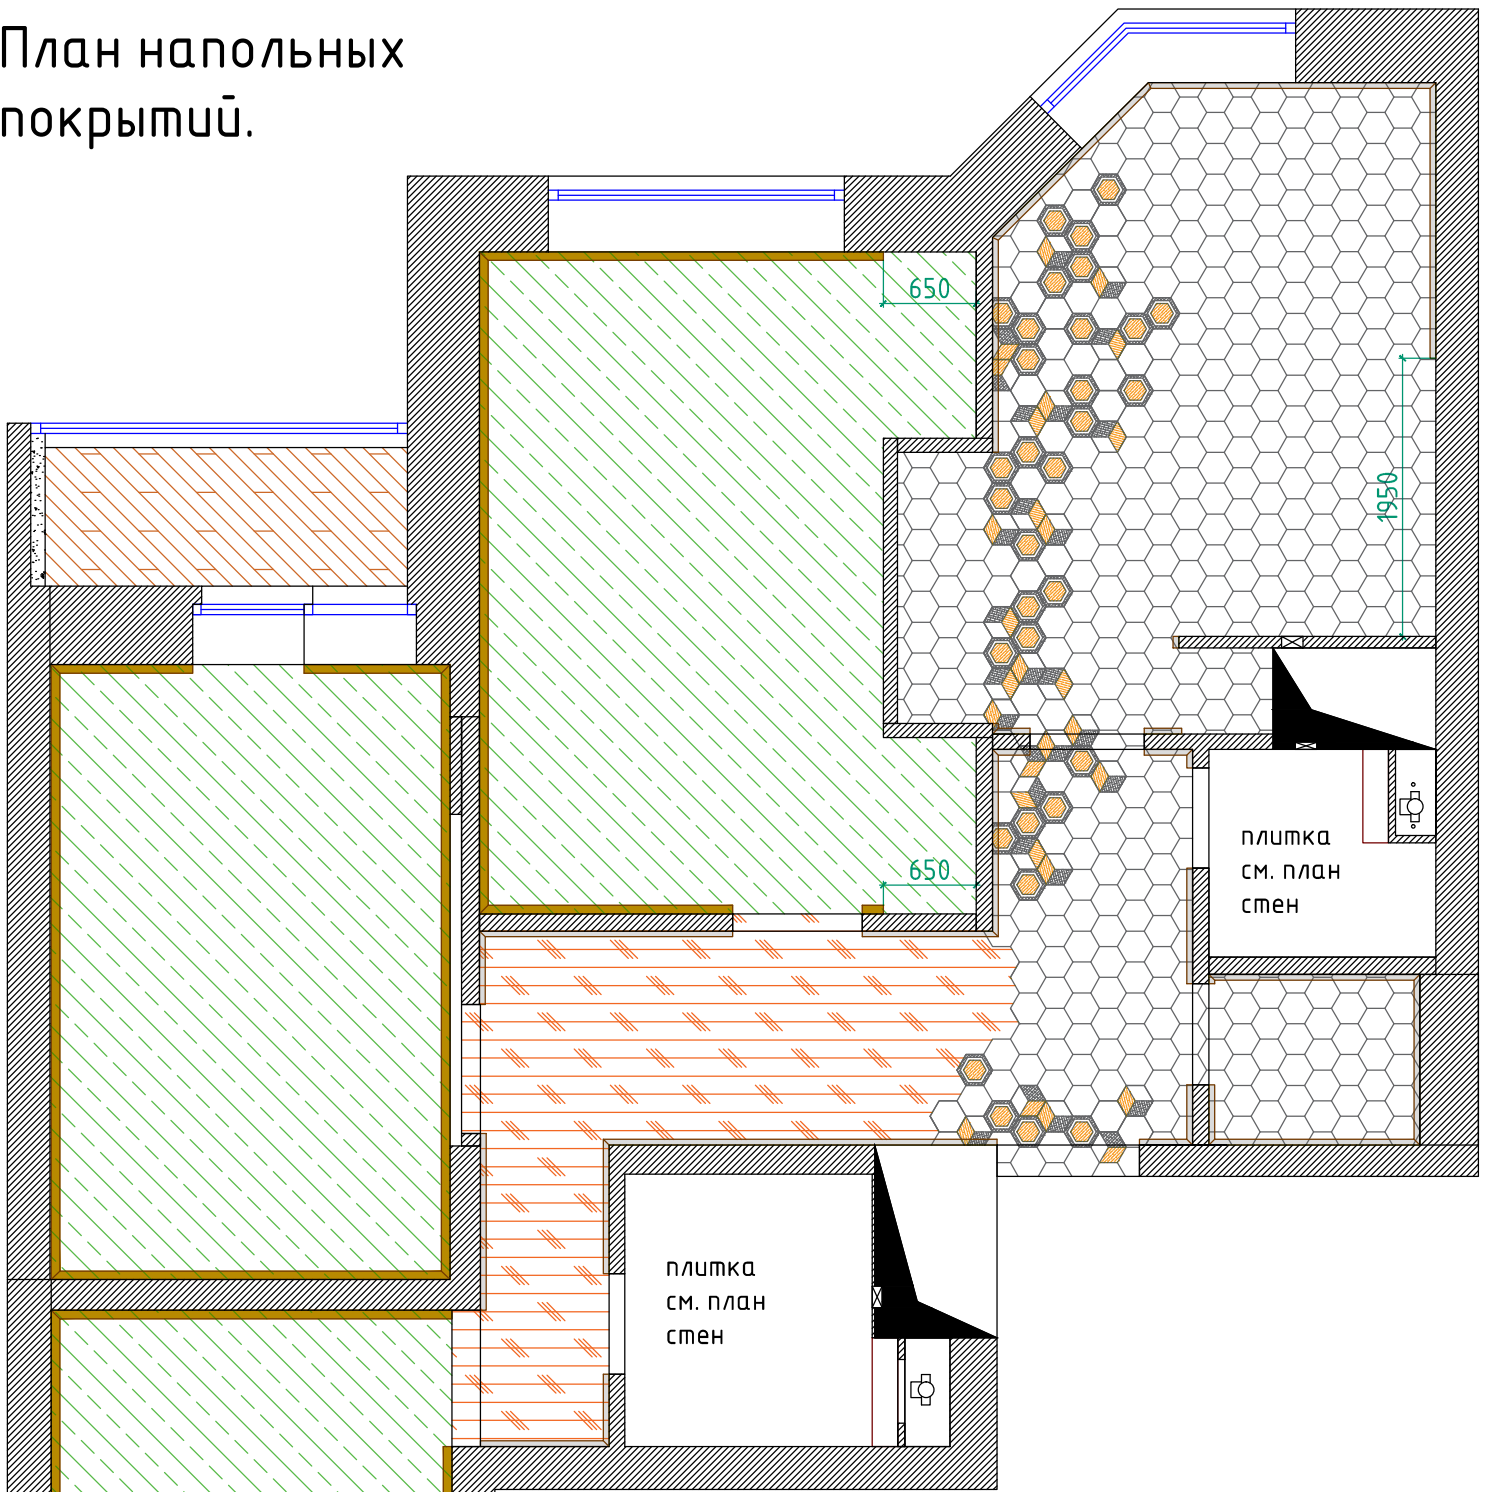 План напольных
покрытий.
650
1950
650
плитка
см. план
стен
плитка
см. план
стен